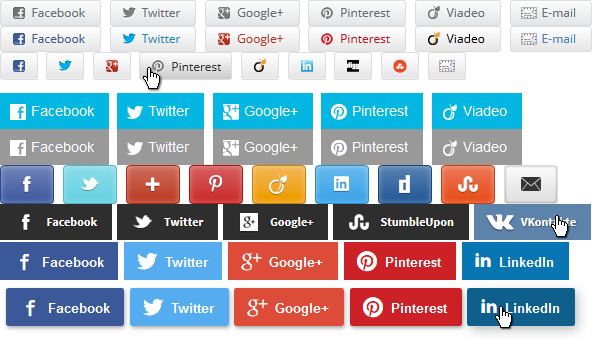 Facebook Twitter Google+ Pinterest Viadeo E-mail
Facebook Twitter Google+ Pinterest Viadeo E-mail
Pinterest
Facebook Twitter Google+ Pinterest Viadeo
Facebook Twitter Google+ Pinterest Viadeo
Facebook Twitter Google+ StumbleUpon VKontakte
Facebook Twitter Google+ Pinterest LinkedIn
Facebook Twitter Google+ Pinterest LinkedIn